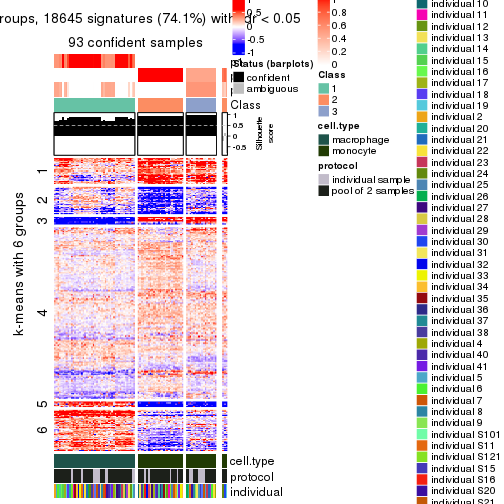 roups, 18645 signatures (74.1%) with fdr < 0.05
93 confident samples
1
0.5
0
-0.5
-1
0.8
0.6
0.4
0.2
0
Status (barplots)
confident
ambiguous
Class
1
2
3
cell.type
macrophage
monocyte
protocol
individual sample
pool of 2 samples
Class
1
0.5
0
-0.5
Silhouette
score
k-means with 6 groups
1
2
3
4
5
6
cell.type
protocol
individual
individual 10
individual 11
individual 12
individual 13
individual 14
individual 15
individual 16
individual 17
individual 18
individual 19
individual 2
individual 20
individual 21
individual 22
individual 23
individual 24
individual 25
individual 26
individual 27
individual 28
individual 29
individual 30
individual 31
individual 32
individual 33
individual 34
individual 35
individual 36
individual 37
individual 38
individual 4
individual 40
individual 41
individual 5
individual 6
individual 7
individual 8
individual 9
individual S101
individual S11
individual S121
individual S15
individual S16
individual S20
individual S21